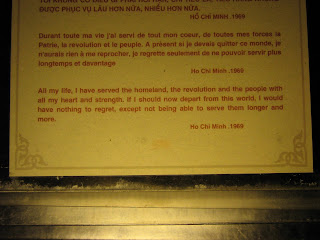 ĐƯỢC PHỤC VỤ LÂU HƠN NỮA, NHIỀU HƠN NỮA.
HỒ CHÍ MINH .1969
Durant toute ma vie j'ai servi de tout mon coeur, de toutes mes forces la
Patrie, la revolution et le peuple. A présent si je devais quitter ce monde, je
n'aurais rien à me reprocher, je regrette seulement de ne pouvoir servir plus
longtemps et davantage
Ho Chi Minh .1969
All my life, I have served the homeland, the revolution and the people with
all my heart and strength. If I should now depart from this world, I would
have nothing to regret, except not being able to serve them longer and
more.
Ho Chi Minh .1969